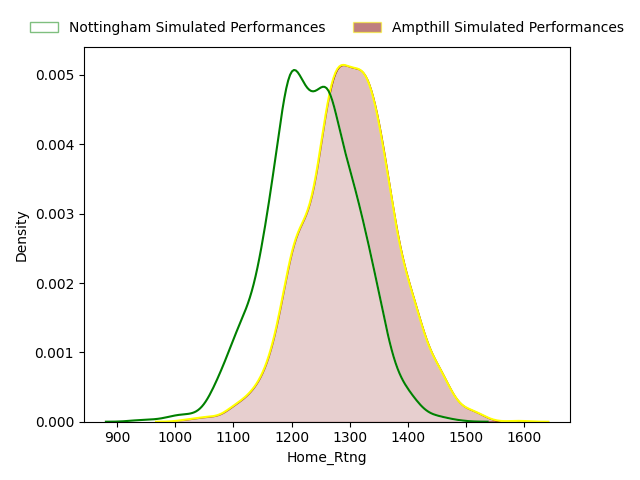 Nottingham Simulated Performances
Ampthill Simulated Performances
0.005
0.004
0.003
0.002
0.001
0.000
Density
900 1000 1100 1200 1300 1400 1500 1600
Home_Rtng